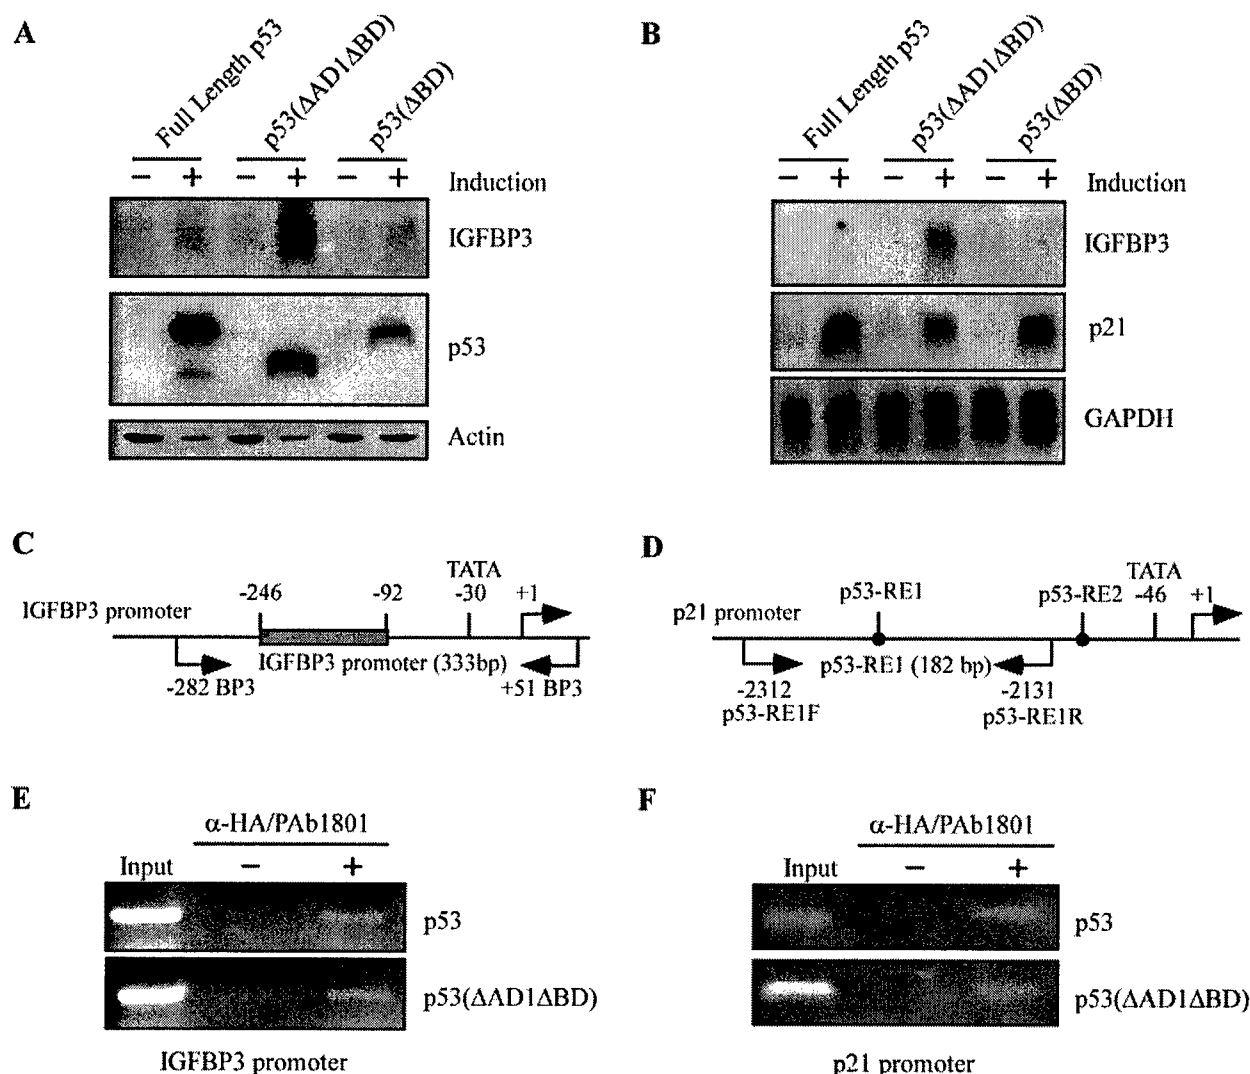 A
Full Length p53
p53(ΔAD1ΔBD)
p53(ΔBD)
− + − + − +
Induction
IGFBP3
p53
Actin
B
Full Length p53
p53(ΔAD1ΔBD)
p53(ΔBD)
− + − + − +
Induction
IGFBP3
p21
GAPDH
C
IGFBP3 promoter
-246
-92
TATA
-30
+1
IGFBP3 promoter (333bp)
-282 BP3
+51 BP3
D
p21 promoter
p53-RE1
p53-RE2
TATA
-46
+1
p53-RE1 (182 bp)
-2312
p53-RE1F
-2131
p53-RE1R
E
α-HA/PAb1801
Input − +
p53
p53(ΔAD1ΔBD)
IGFBP3 promoter
F
α-HA/PAb1801
Input − +
p53
p53(ΔAD1ΔBD)
p21 promoter